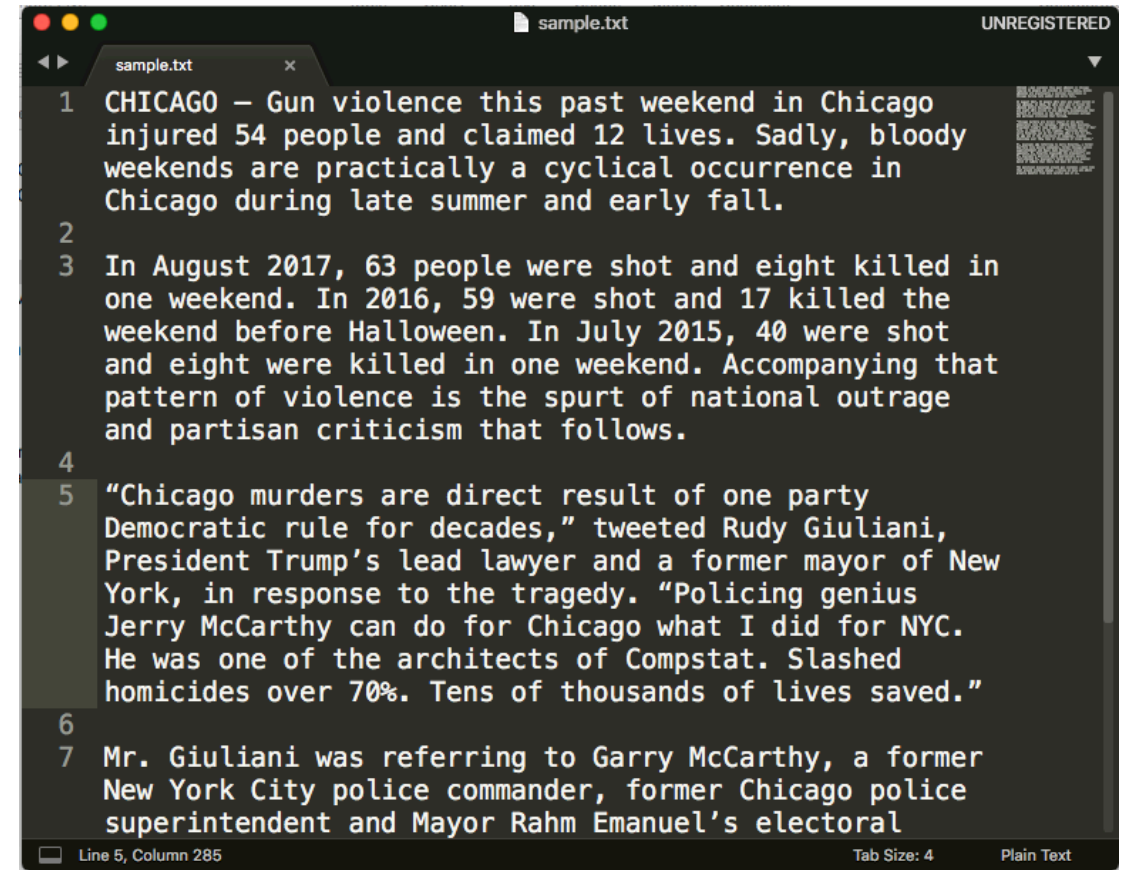 sample.txt
UNREGISTERED
sample.txt ×
1 CHICAGO — Gun violence this past weekend in Chicago
injured 54 people and claimed 12 lives. Sadly, bloody
weekends are practically a cyclical occurrence in
Chicago during late summer and early fall.
2
3 In August 2017, 63 people were shot and eight killed in
one weekend. In 2016, 59 were shot and 17 killed the
weekend before Halloween. In July 2015, 40 were shot
and eight were killed in one weekend. Accompanying that
pattern of violence is the spurt of national outrage
and partisan criticism that follows.
4
5 “Chicago murders are direct result of one party
Democratic rule for decades,” tweeted Rudy Giuliani,
President Trump’s lead lawyer and a former mayor of New
York, in response to the tragedy. “Policing genius
Jerry McCarthy can do for Chicago what I did for NYC.
He was one of the architects of Compstat. Slashed
homicides over 70%. Tens of thousands of lives saved.”
6
7 Mr. Giuliani was referring to Garry McCarthy, a former
New York City police commander, former Chicago police
superintendent and Mayor Rahm Emanuel’s electoral
Line 5, Column 285
Tab Size: 4
Plain Text